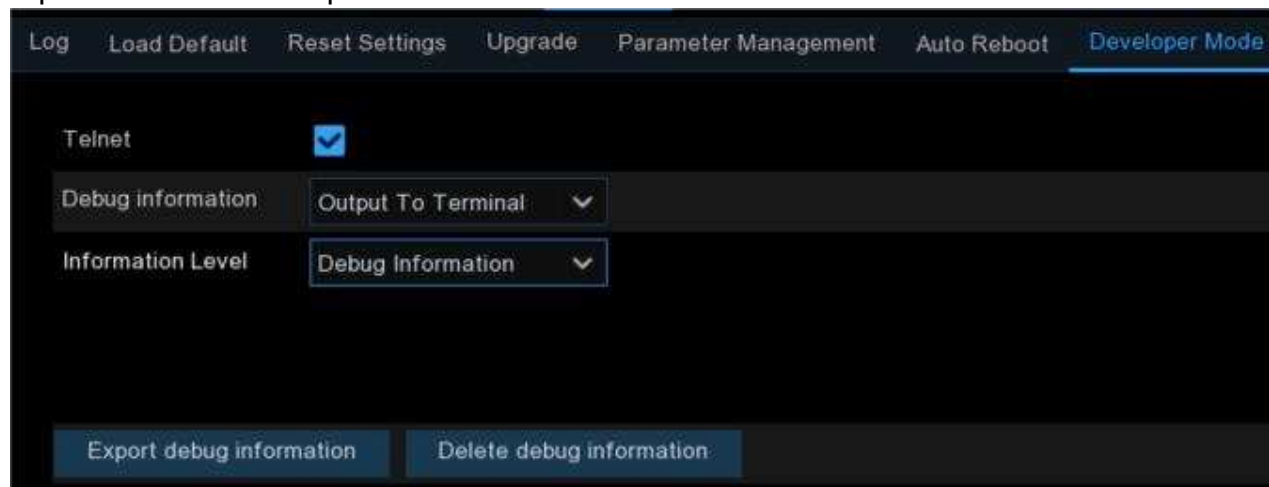 Log Load Default Reset Settings Upgrade Parameter Management Auto Reboot Developer Mode
Telnet
Debug information Output To Terminal
Information Level Debug Information
Export debug information Delete debug information